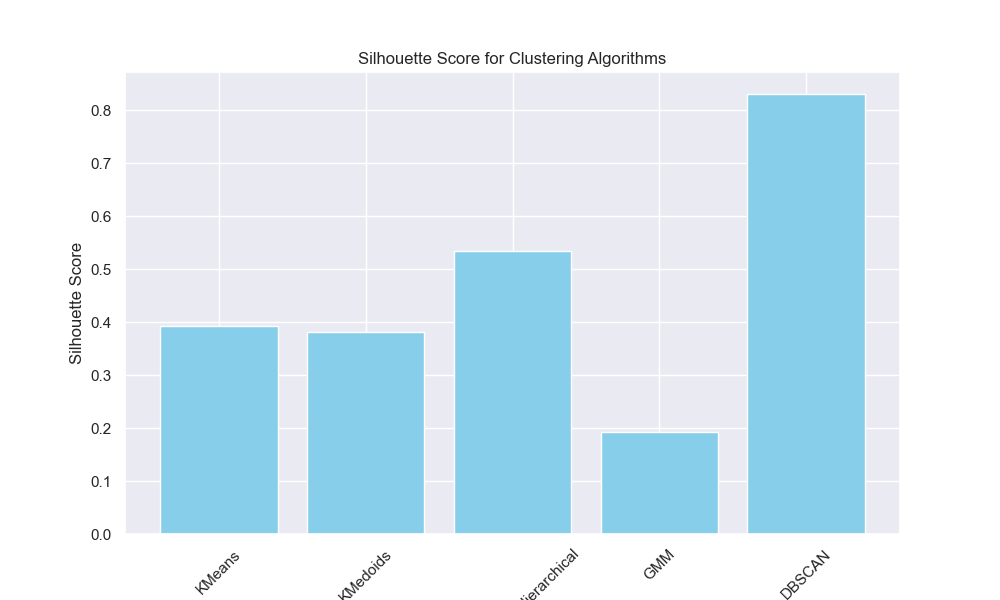 Silhouette Score for Clustering Algorithms
Silhouette Score
0.8
0.7
0.6
0.5
0.4
0.3
0.2
0.1
0.0
KMeans
KMedoids
ierarchical
GMM
DBSCAN